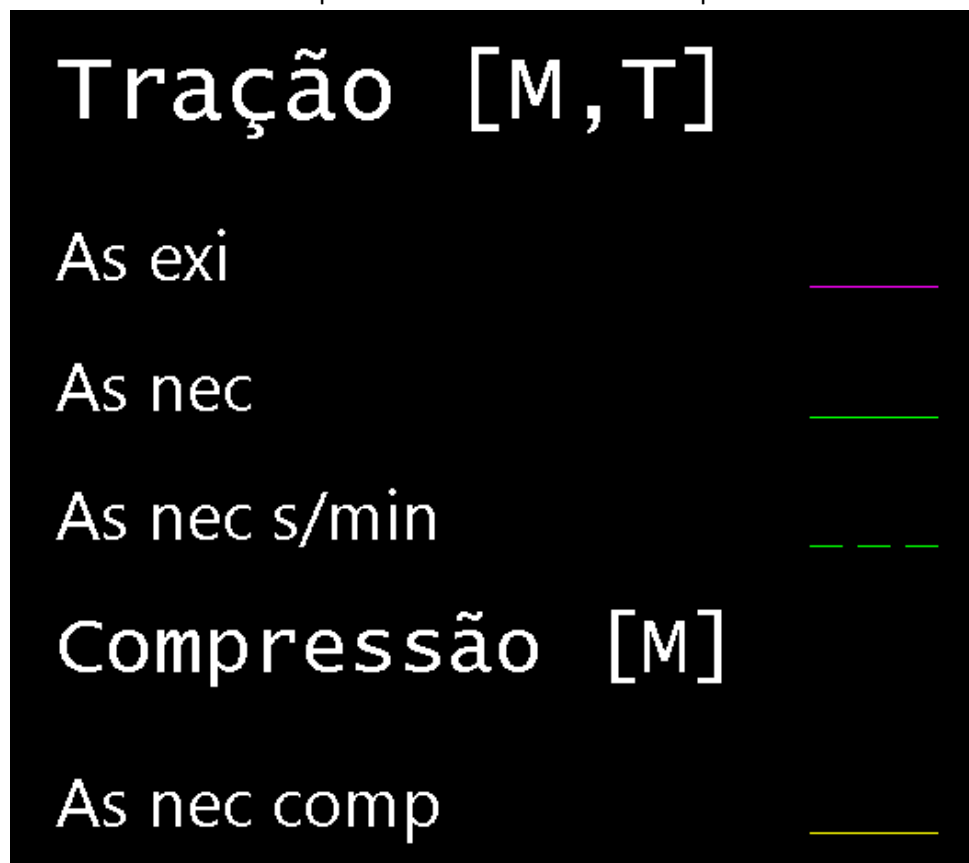 Tração [M,T]
As exi
As nec
As nec s/min
Compressão [M]
As nec comp